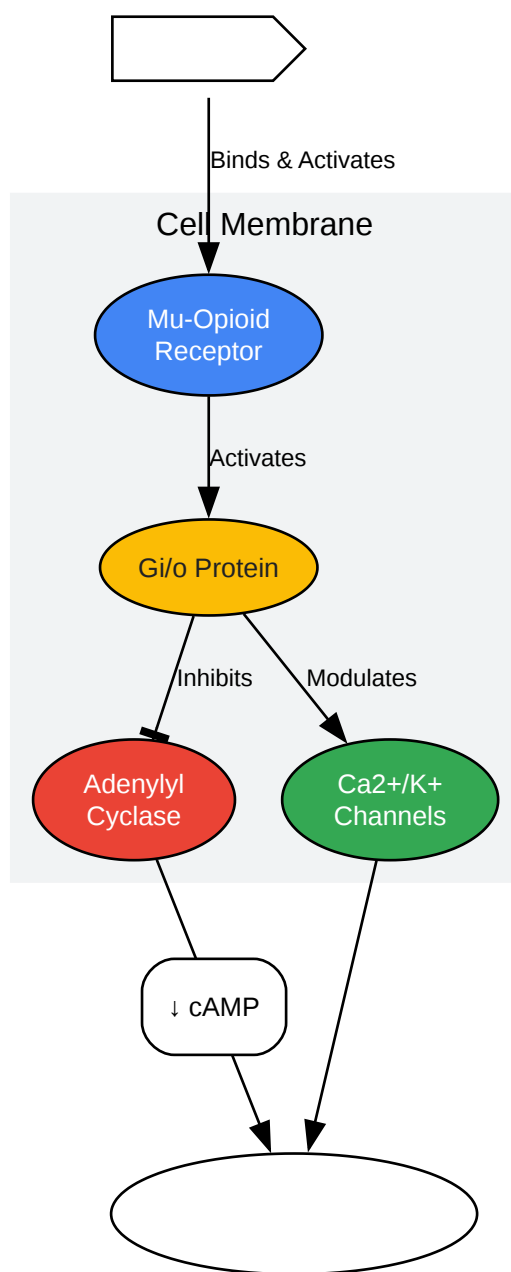 Binds & Activates
Cell Membrane
Mu-Opioid
Receptor
Activates
Gi/o Protein
Inhibits
Modulates
Adenylyl
Cyclase
Ca2+/K+
Channels
↓ cAMP